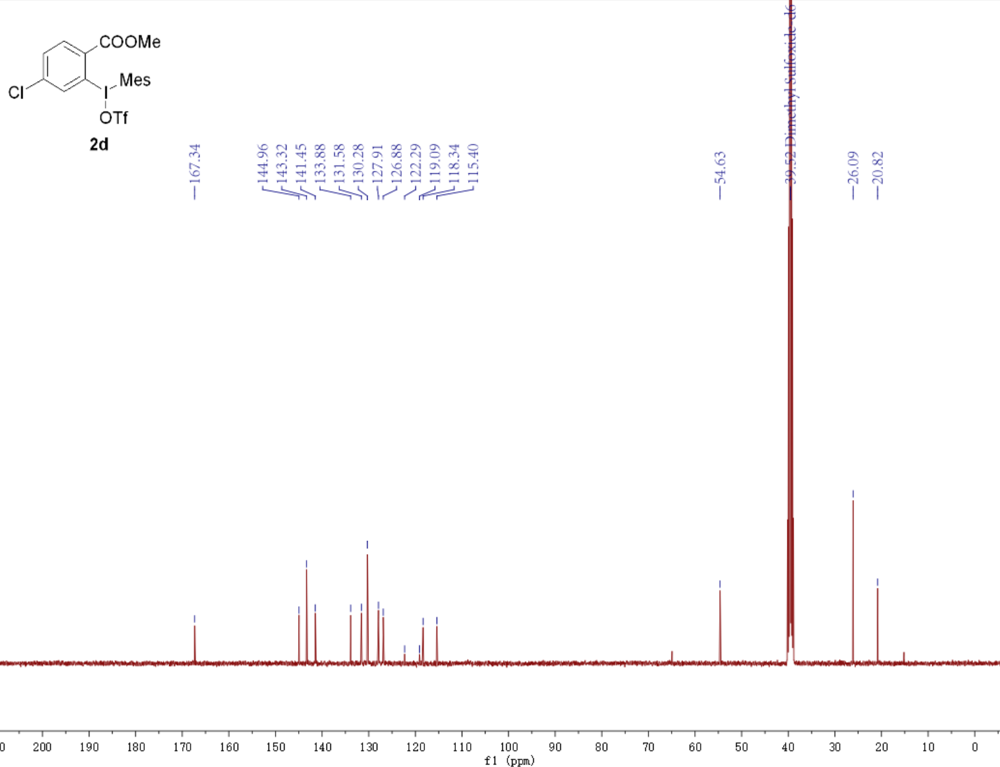 COOMe
Cl
I
Mes
OTf
2d
167.34
144.96
143.32
141.45
133.88
131.58
130.28
127.91
126.88
122.29
119.09
118.34
115.40
54.63
39.52 Dimethyl Sulfoxide-d6
26.09
20.82
0 200 190 180 170 160 150 140 130 120 110 100 90 80 70 60 50 40 30 20 10 0
f1 (ppm)